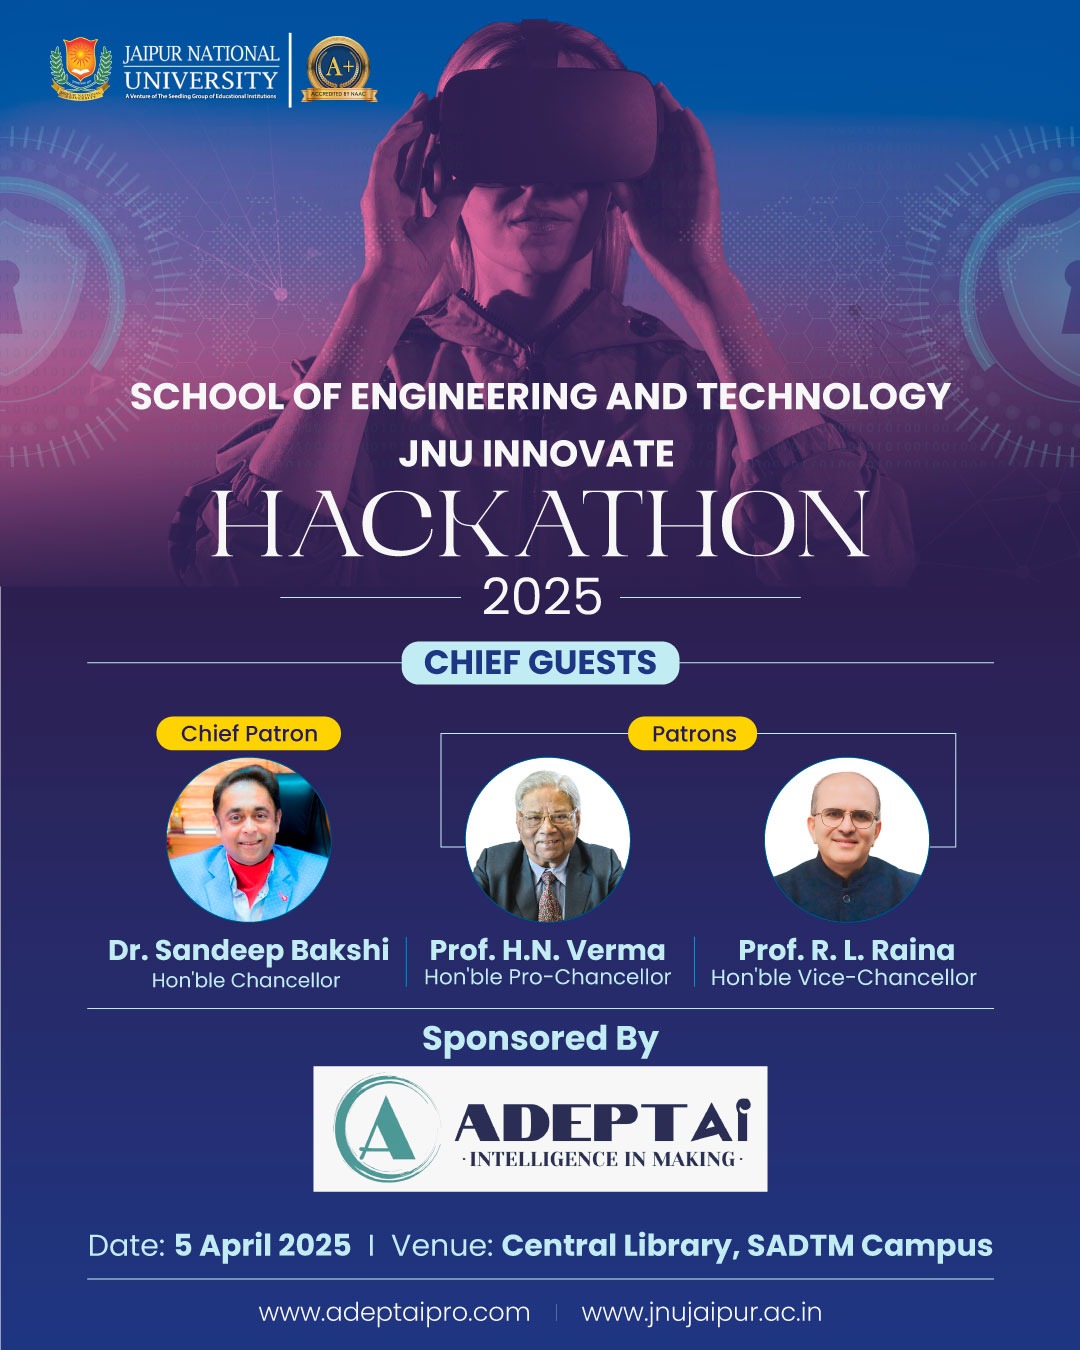 JAIPUR NATIONAL
UNIVERSITY
A Venture of The Seedling Group of Educational Institutions
A+
ACCREDITED BY NAAC
SCHOOL OF ENGINEERING AND TECHNOLOGY
JNU INNOVATE
HACKATHON
2025
CHIEF GUESTS
Chief Patron
Patrons
Dr. Sandeep Bakshi
Hon'ble Chancellor
Prof. H.N. Verma
Hon'ble Pro-Chancellor
Prof. R. L. Raina
Hon'ble Vice-Chancellor
Sponsored By
A ADEPTAi
·INTELLIGENCE IN MAKING·
Date: 5 April 2025 | Venue: Central Library, SADTM Campus
www.adeptaipro.com | www.jnujaipur.ac.in